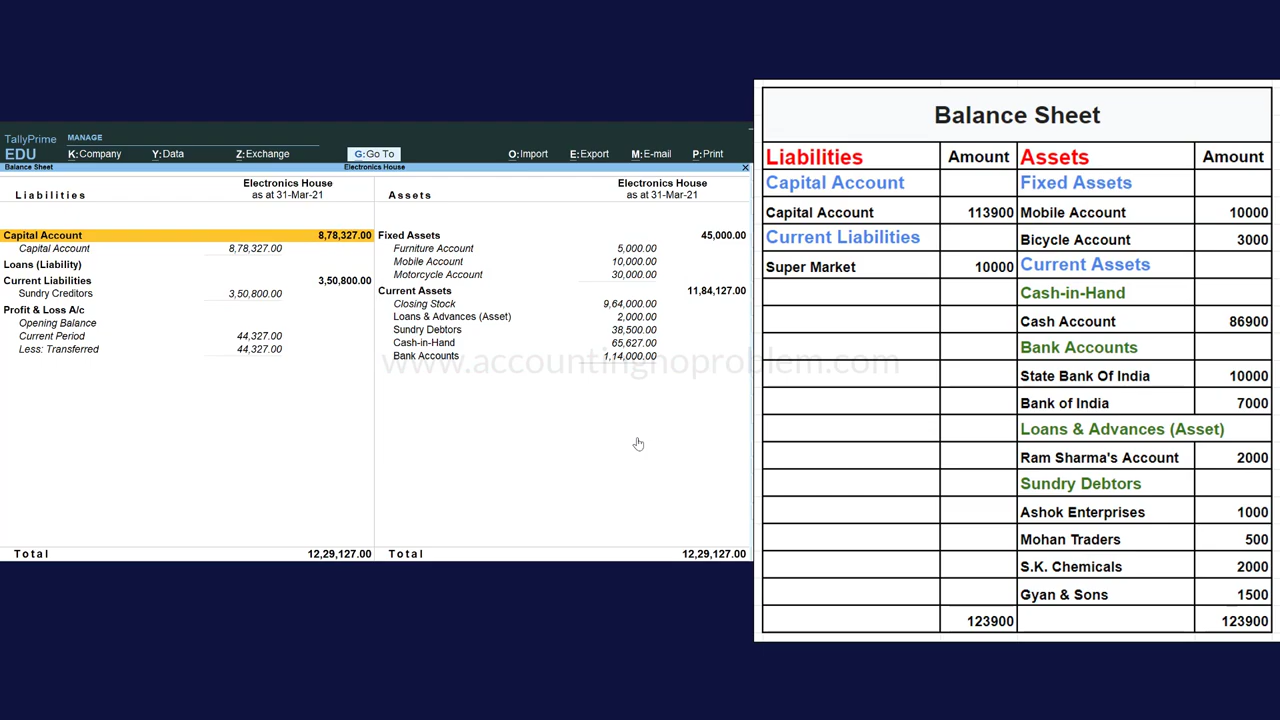 TallyPrime
EDU
MANAGE
K:Company Y:Data Z:Exchange G:Go To O:Import E:Export M:E-mail P:Print
Balance Sheet Electronics House
Liabilities Electronics House as at 31-Mar-21 Assets Electronics House as at 31-Mar-21
Capital Account 8,78,327.00
Capital Account 8,78,327.00
Loans (Liability)
Current Liabilities 3,50,800.00
Sundry Creditors 3,50,800.00
Profit & Loss A/c
Opening Balance
Current Period 44,327.00
Less: Transferred 44,327.00
Total 12,29,127.00
Fixed Assets 45,000.00
Furniture Account 5,000.00
Mobile Account 10,000.00
Motorcycle Account 30,000.00
Current Assets 11,84,127.00
Closing Stock 9,64,000.00
Loans & Advances (Asset) 2,000.00
Sundry Debtors 38,500.00
Cash-in-Hand 65,627.00
Bank Accounts 1,14,000.00
Total 12,29,127.00
www.accountingnoproblem.com
Balance Sheet
Liabilities Amount Assets Amount
Capital Account Fixed Assets
Capital Account 113900 Mobile Account 10000
Current Liabilities Bicycle Account 3000
Super Market 10000 Current Assets
Cash-in-Hand
Cash Account 86900
Bank Accounts
State Bank Of India 10000
Bank of India 7000
Loans & Advances (Asset)
Ram Sharma's Account 2000
Sundry Debtors
Ashok Enterprises 1000
Mohan Traders 500
S.K. Chemicals 2000
Gyan & Sons 1500
123900 123900